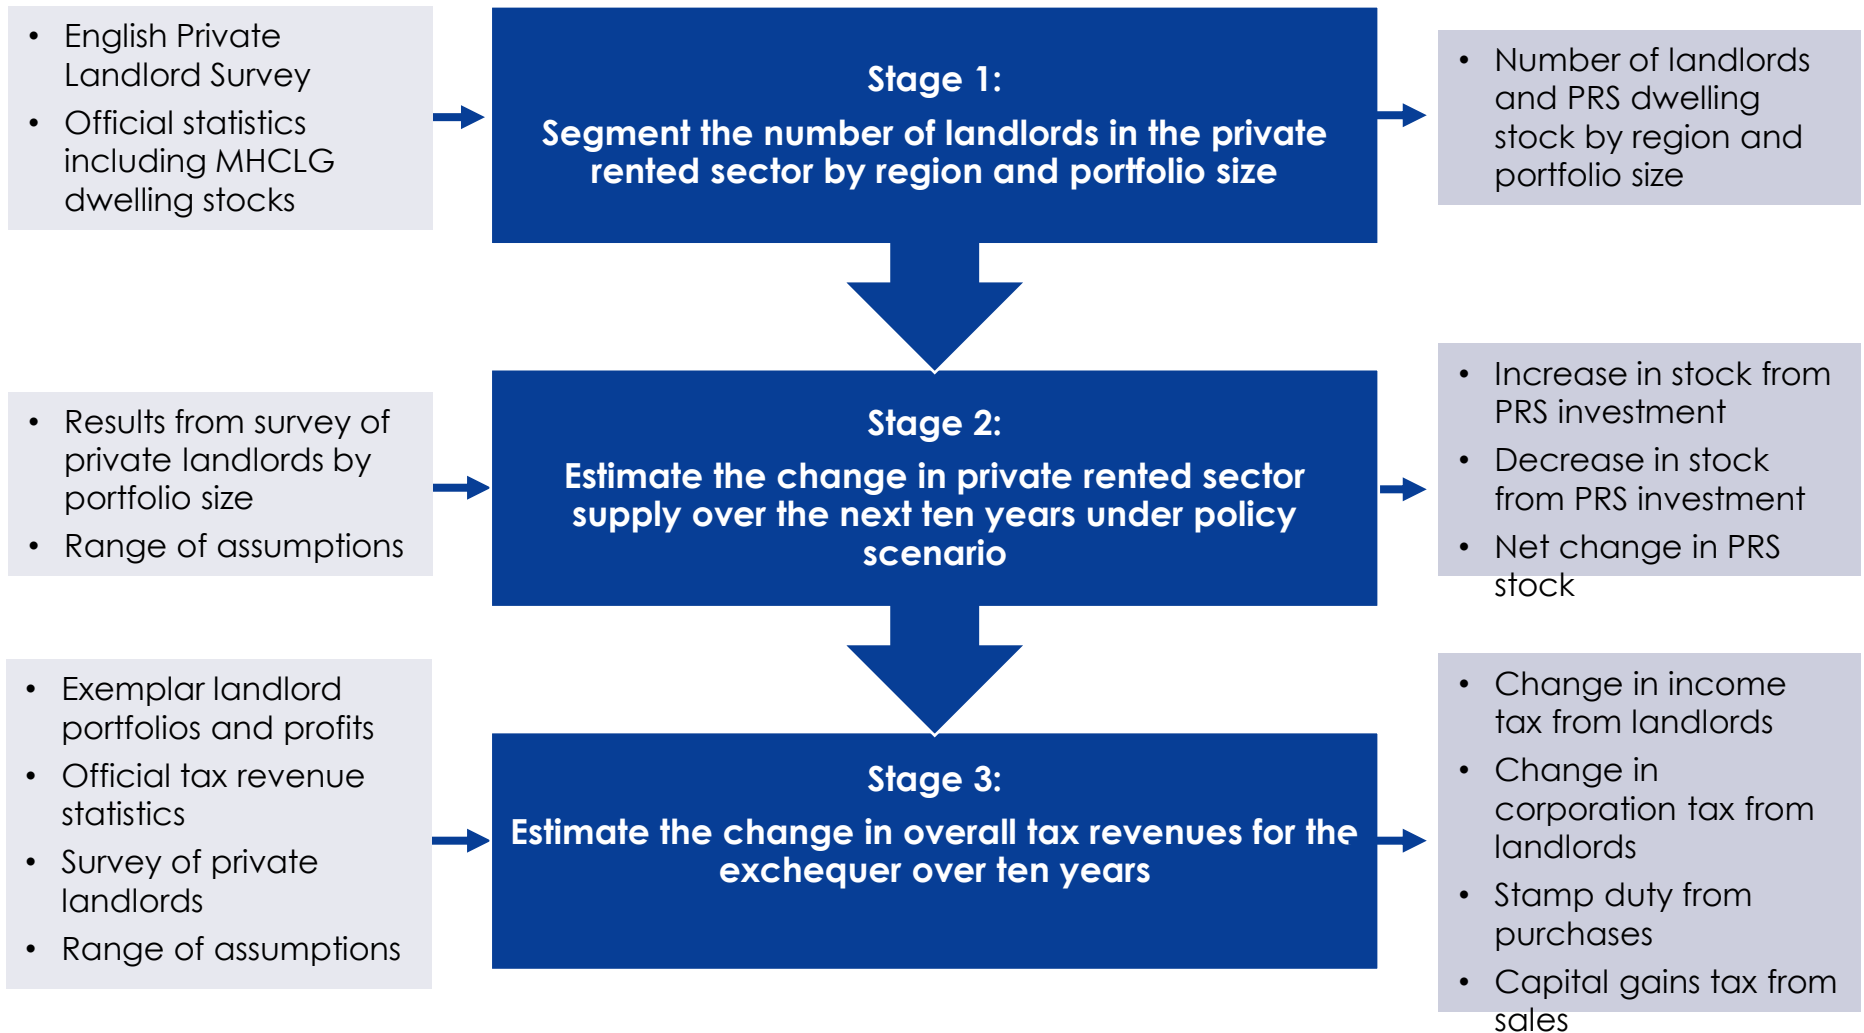 • English Private
Landlord Survey
• Official statistics
including MHCLG
dwelling stocks
Stage 1:
Segment the number of landlords in the private
rented sector by region and portfolio size
• Number of landlords
and PRS dwelling
stock by region and
portfolio size
• Results from survey of
private landlords by
portfolio size
• Range of assumptions
Stage 2:
Estimate the change in private rented sector
supply over the next ten years under policy
scenario
• Increase in stock from
PRS investment
• Decrease in stock
from PRS investment
• Net change in PRS
stock
• Exemplar landlord
portfolios and profits
• Official tax revenue
statistics
• Survey of private
landlords
• Range of assumptions
Stage 3:
Estimate the change in overall tax revenues for the
exchequer over ten years
• Change in income
tax from landlords
• Change in
corporation tax from
landlords
• Stamp duty from
purchases
• Capital gains tax from
sales